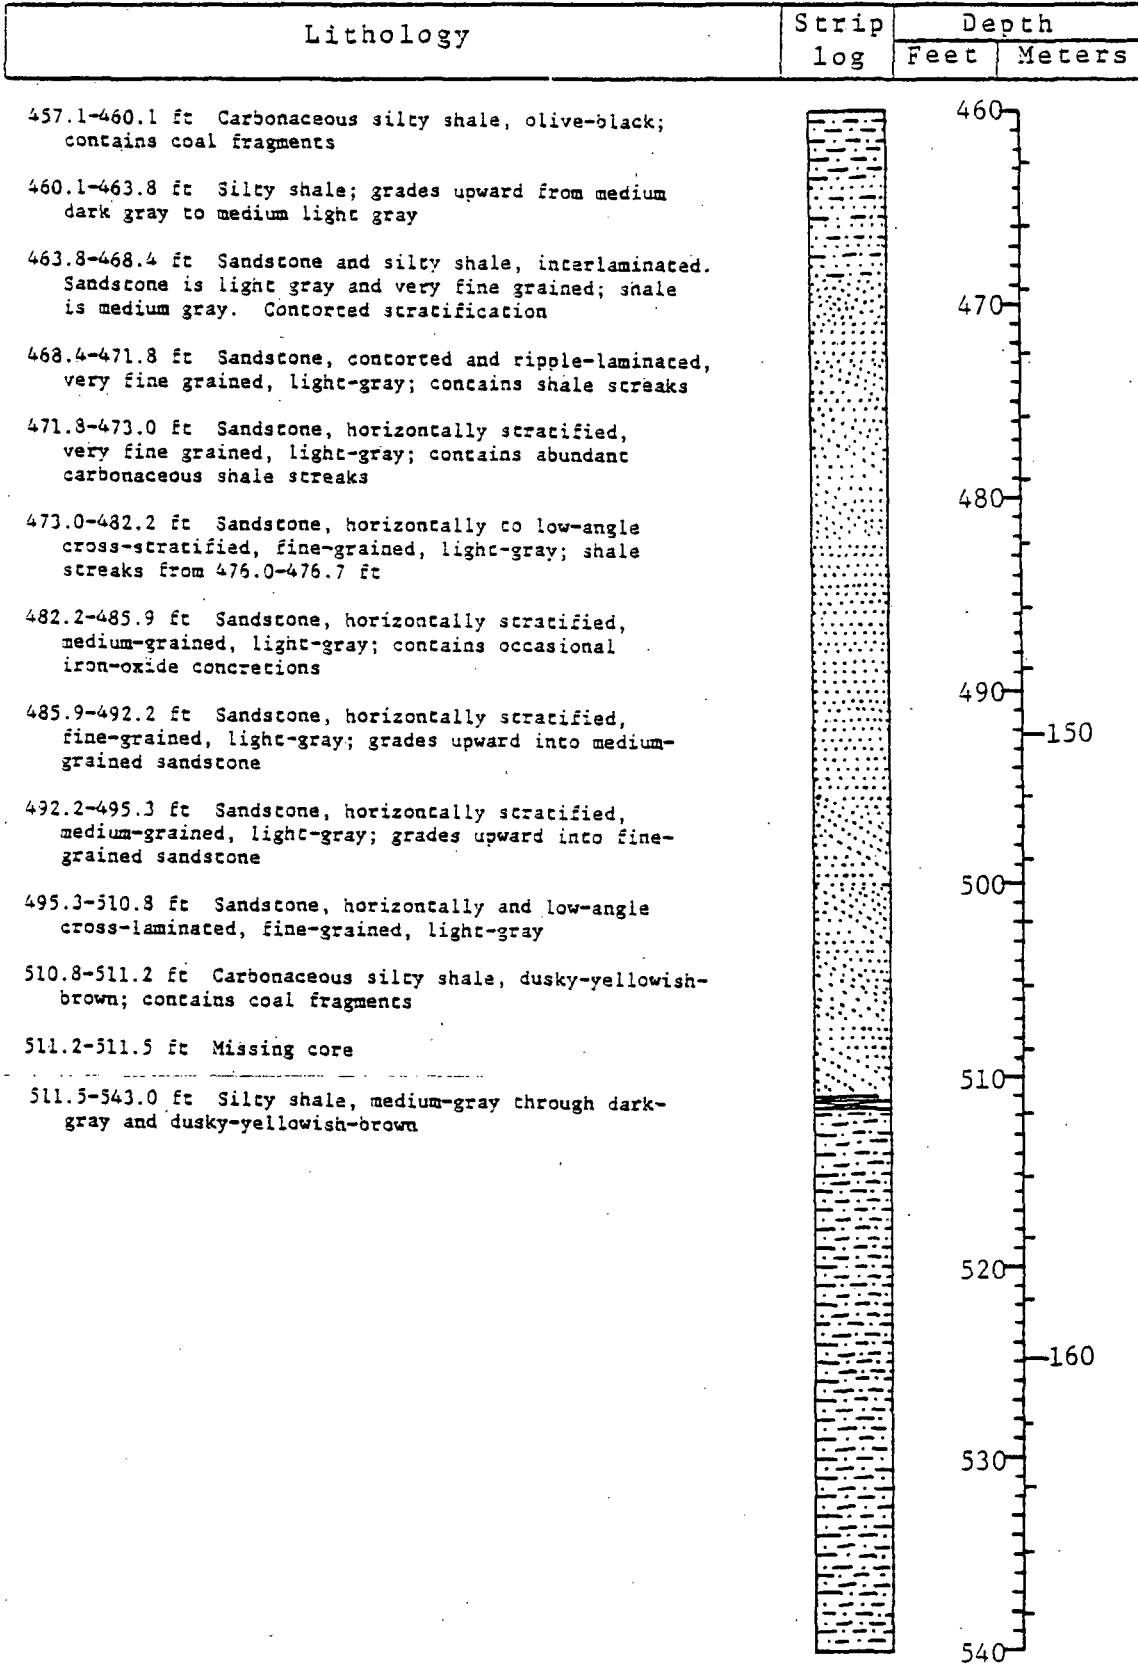 Lithology
Strip log
Depth
Feet
Meters
457.1-460.1 ft Carbonaceous silty shale, olive-black;
contains coal fragments
460.1-463.8 ft Silty shale; grades upward from medium
dark gray to medium light gray
463.8-468.4 ft Sandstone and silty shale, interlaminated.
Sandstone is light gray and very fine grained; shale
is medium gray. Contorted stratification
468.4-471.8 ft Sandstone, contorted and ripple-laminated,
very fine grained, light-gray; contains shale streaks
471.8-473.0 ft Sandstone, horizontally stratified,
very fine grained, light-gray; contains abundant
carbonaceous shale streaks
473.0-482.2 ft Sandstone, horizontally to low-angle
cross-stratified, fine-grained, light-gray; shale
streaks from 476.0-476.7 ft
482.2-485.9 ft Sandstone, horizontally stratified,
medium-grained, light-gray; contains occasional
iron-oxide concretions
485.9-492.2 ft Sandstone, horizontally stratified,
fine-grained, light-gray; grades upward into medium-
grained sandstone
492.2-495.3 ft Sandstone, horizontally stratified,
medium-grained, light-gray; grades upward into fine-
grained sandstone
495.3-510.8 ft Sandstone, horizontally and low-angle
cross-laminated, fine-grained, light-gray
510.8-511.2 ft Carbonaceous silty shale, dusky-yellowish-
brown; contains coal fragments
511.2-511.5 ft Missing core
511.5-543.0 ft Silty shale, medium-gray through dark-
gray and dusky-yellowish-brown
460
470
480
490
150
500
510
520
160
530
540